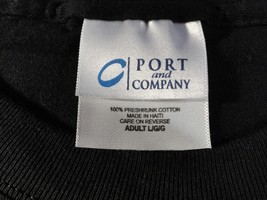 PORT
and
COMPANY
100% PRESHRUNK COTTON
MADE IN HAITI
CARE ON REVERSE
ADULT L/G/G